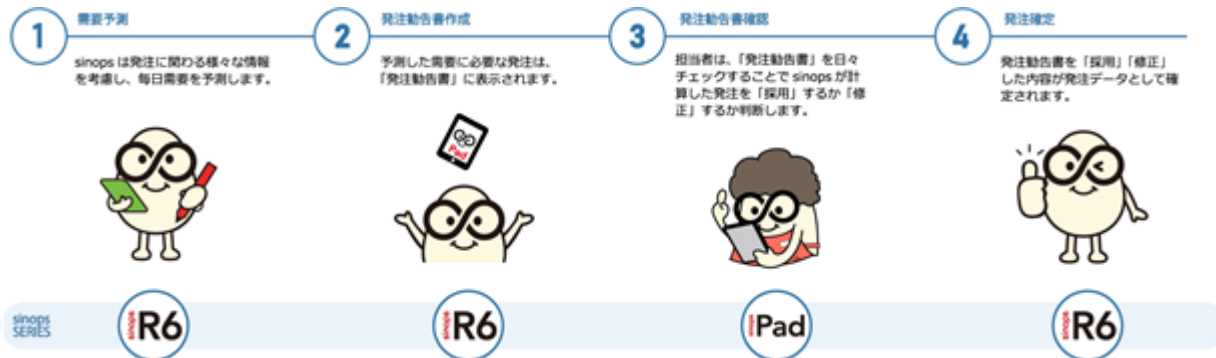 1
需要予測
sinops は発注に関わる様々な情報
を考慮し、毎日需要を予測します。
2
発注勧告書作成
予測した需要に必要な発注は、
「発注勧告書」に表示されます。
3
発注勧告書確認
担当者は、「発注勧告書」を日々
チェックすることで sinops が計
算した発注を「採用」するか「修
正」するか判断します。
4
発注確定
発注勧告書を「採用」「修正」
した内容が発注データとして確
定されます。
Pad
sinops
SERIES
sinops R6
sinops R6
sinops Pad
sinops R6